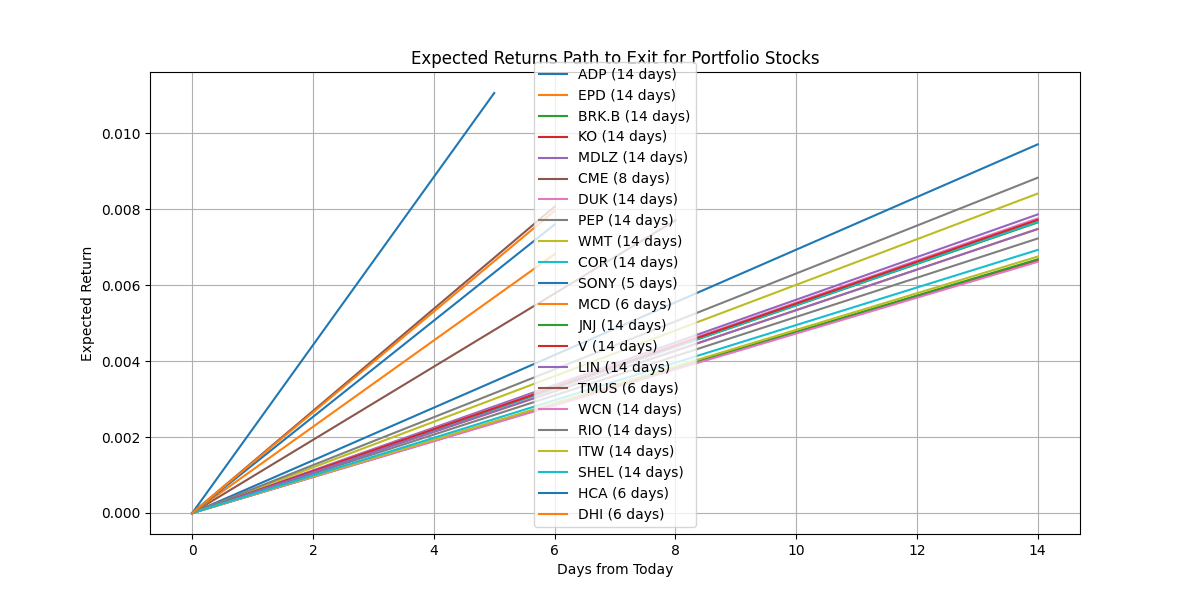 Expected Returns Path to Exit for Portfolio Stocks
ADP (14 days)
EPD (14 days)
BRK.B (14 days)
KO (14 days)
MDLZ (14 days)
CME (8 days)
DUK (14 days)
PEP (14 days)
WMT (14 days)
COR (14 days)
SONY (5 days)
MCD (6 days)
JNJ (14 days)
V (14 days)
LIN (14 days)
TMUS (6 days)
WCN (14 days)
RIO (14 days)
ITW (14 days)
SHEL (14 days)
HCA (6 days)
DHI (6 days)
Expected Return
0.010
0.008
0.006
0.004
0.002
0.000
0 2 4 6 8 10 12 14
Days from Today